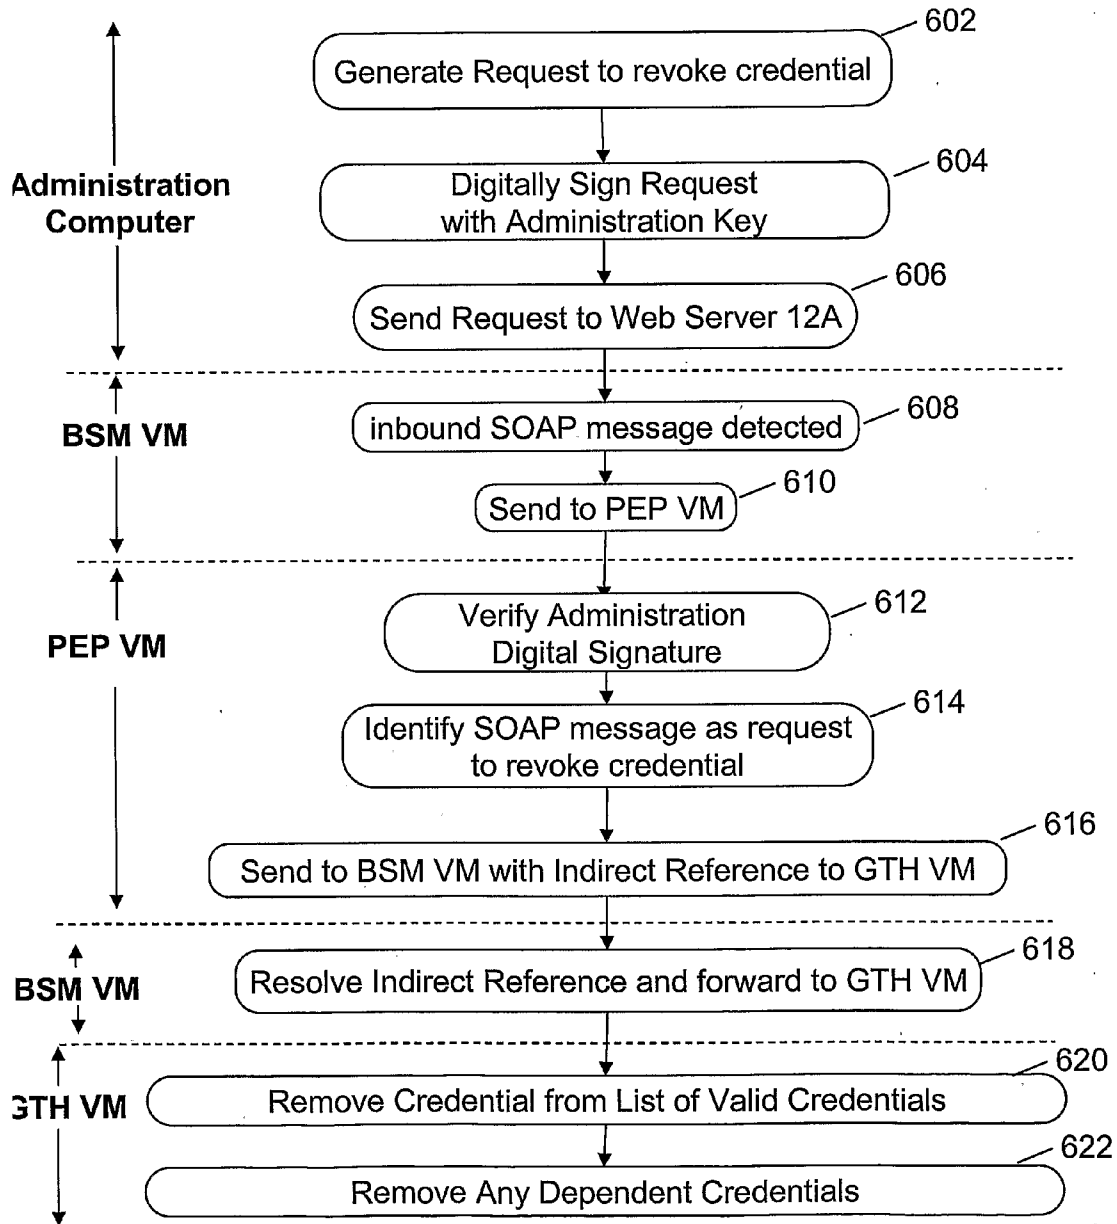 602
Generate Request to revoke credential
604
Digitally Sign Request
with Administration Key
Administration
Computer
606
Send Request to Web Server 12A
608
BSM VM
inbound SOAP message detected
610
Send to PEP VM
612
Verify Administration
Digital Signature
PEP VM
614
Identify SOAP message as request
to revoke credential
616
Send to BSM VM with Indirect Reference to GTH VM
618
Resolve Indirect Reference and forward to GTH VM
BSM VM
620
Remove Credential from List of Valid Credentials
GTH VM
622
Remove Any Dependent Credentials